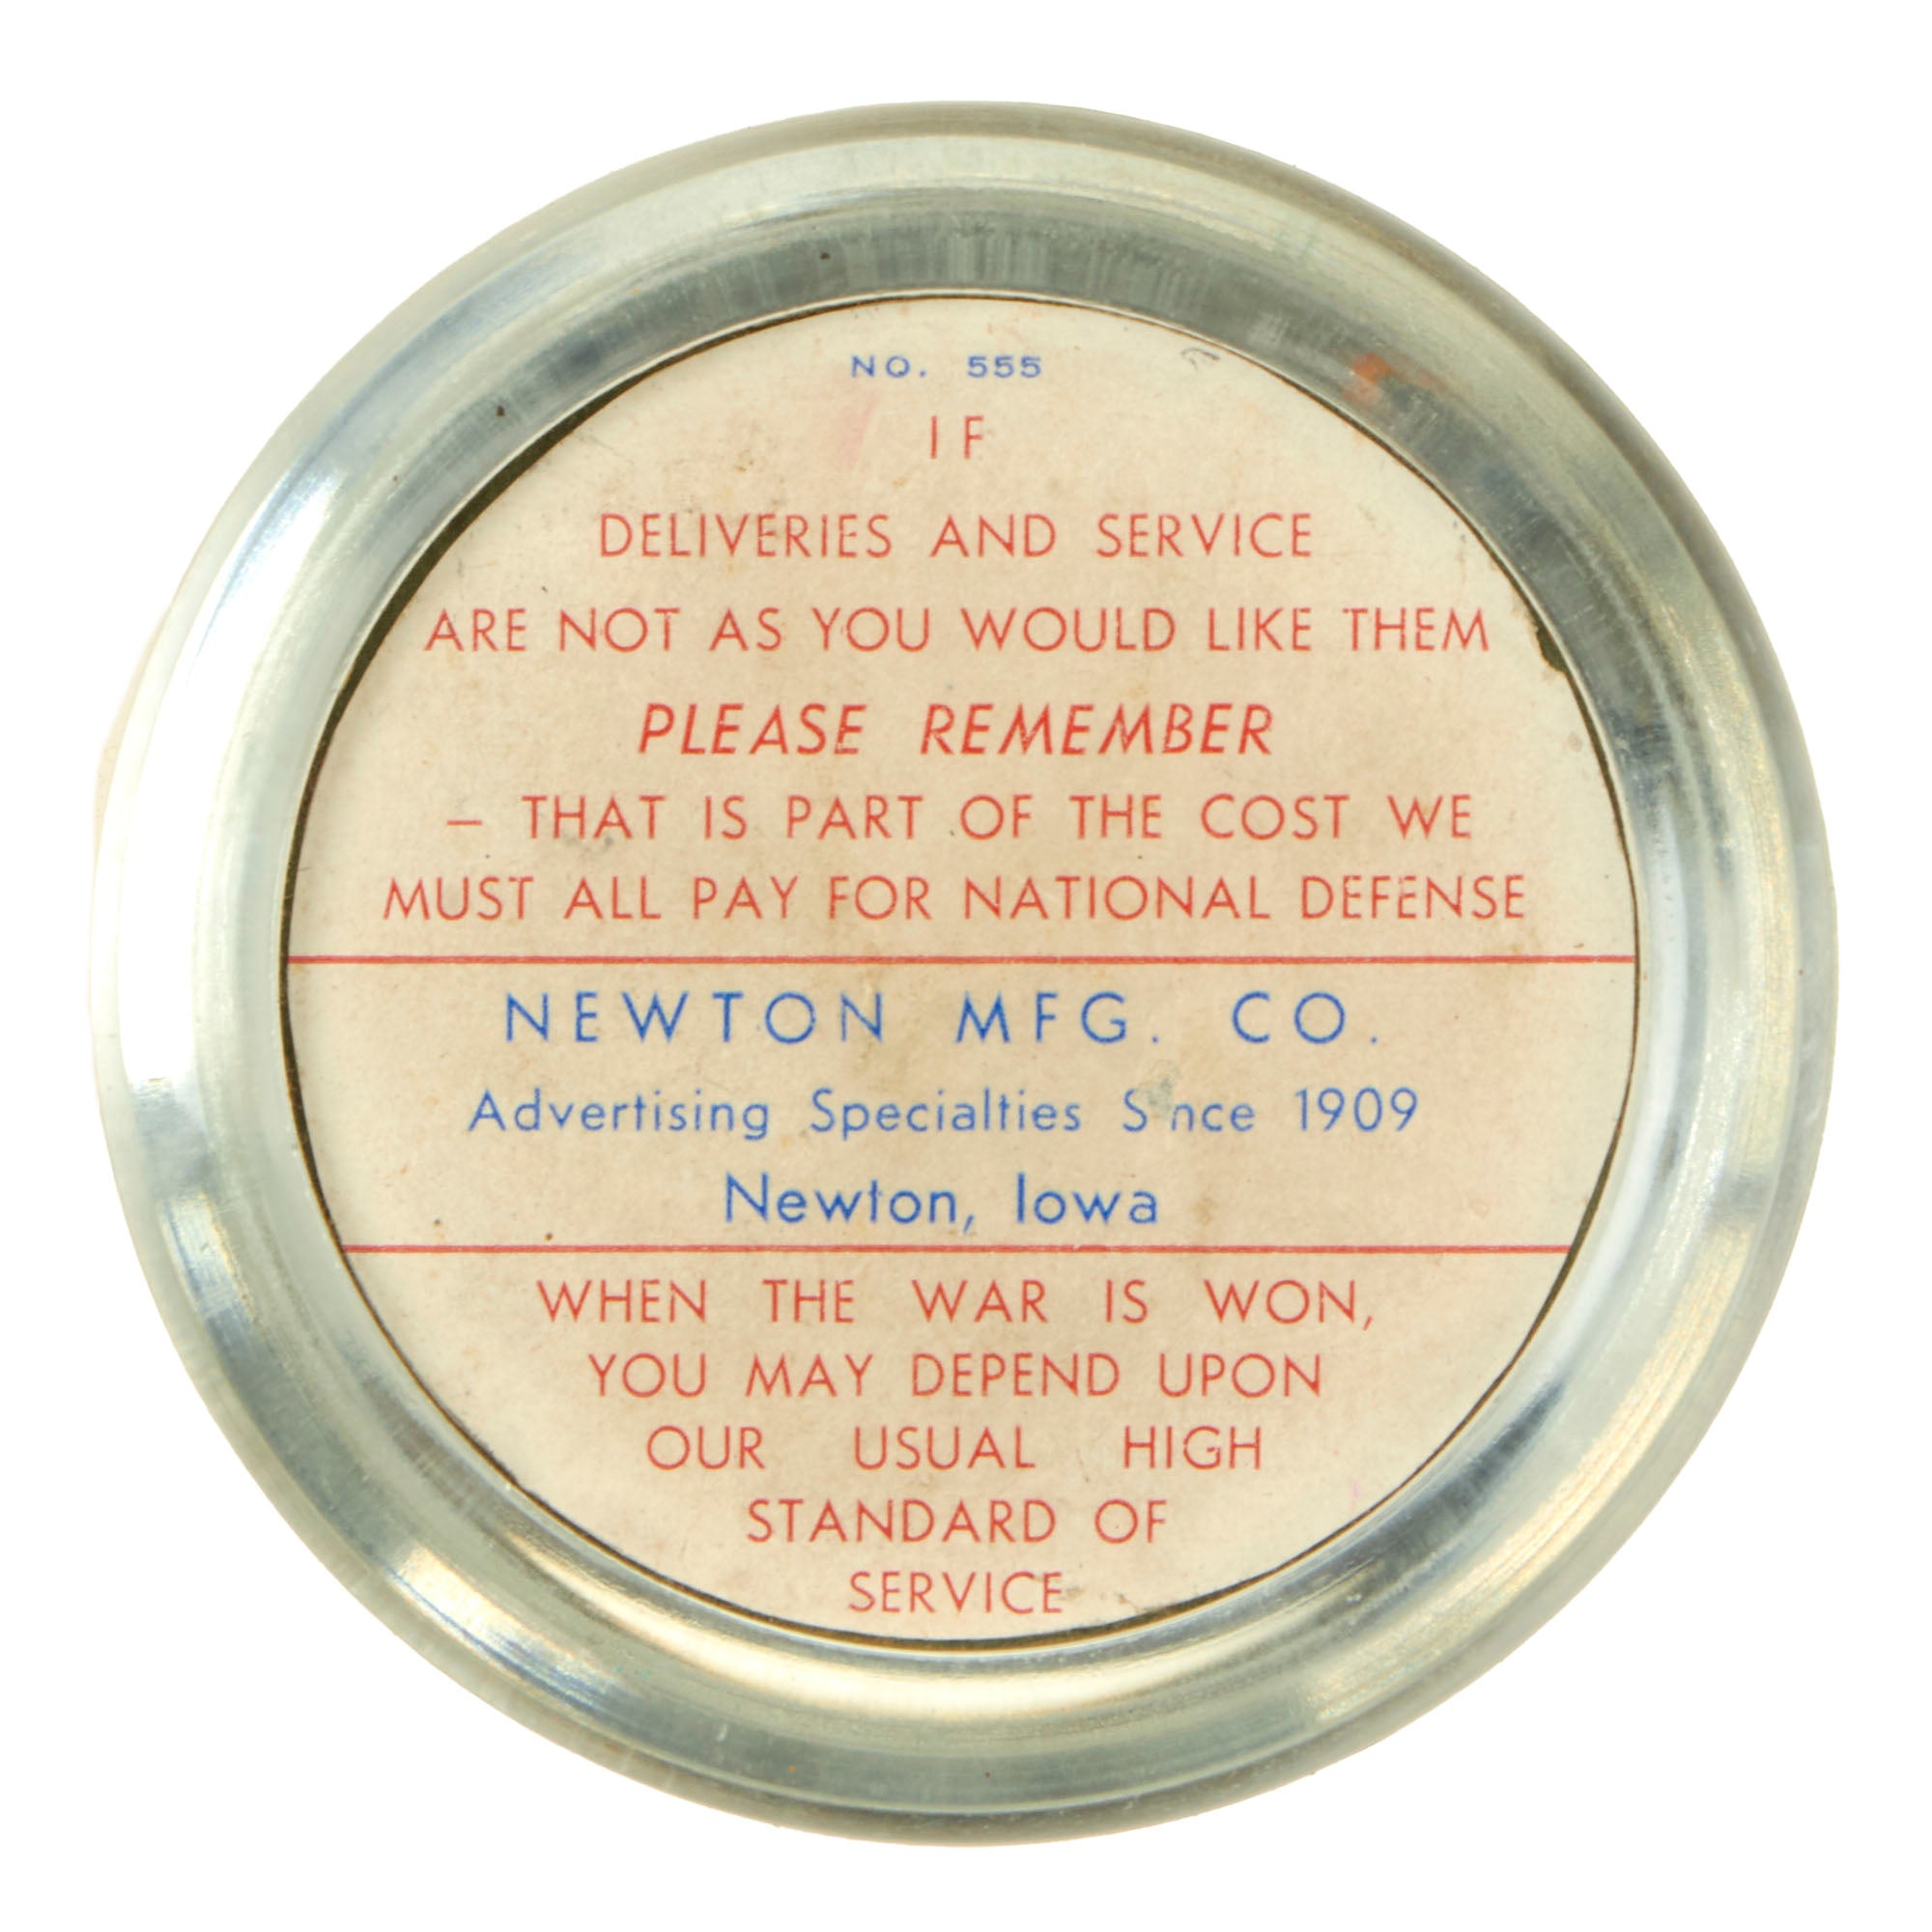 NO. 555
IF
DELIVERIES AND SERVICE
ARE NOT AS YOU WOULD LIKE THEM
PLEASE REMEMBER
– THAT IS PART OF THE COST WE
MUST ALL PAY FOR NATIONAL DEFENSE
NEWTON MFG. CO.
Advertising Specialties Since 1909
Newton, Iowa
WHEN THE WAR IS WON,
YOU MAY DEPEND UPON
OUR USUAL HIGH
STANDARD OF
SERVICE